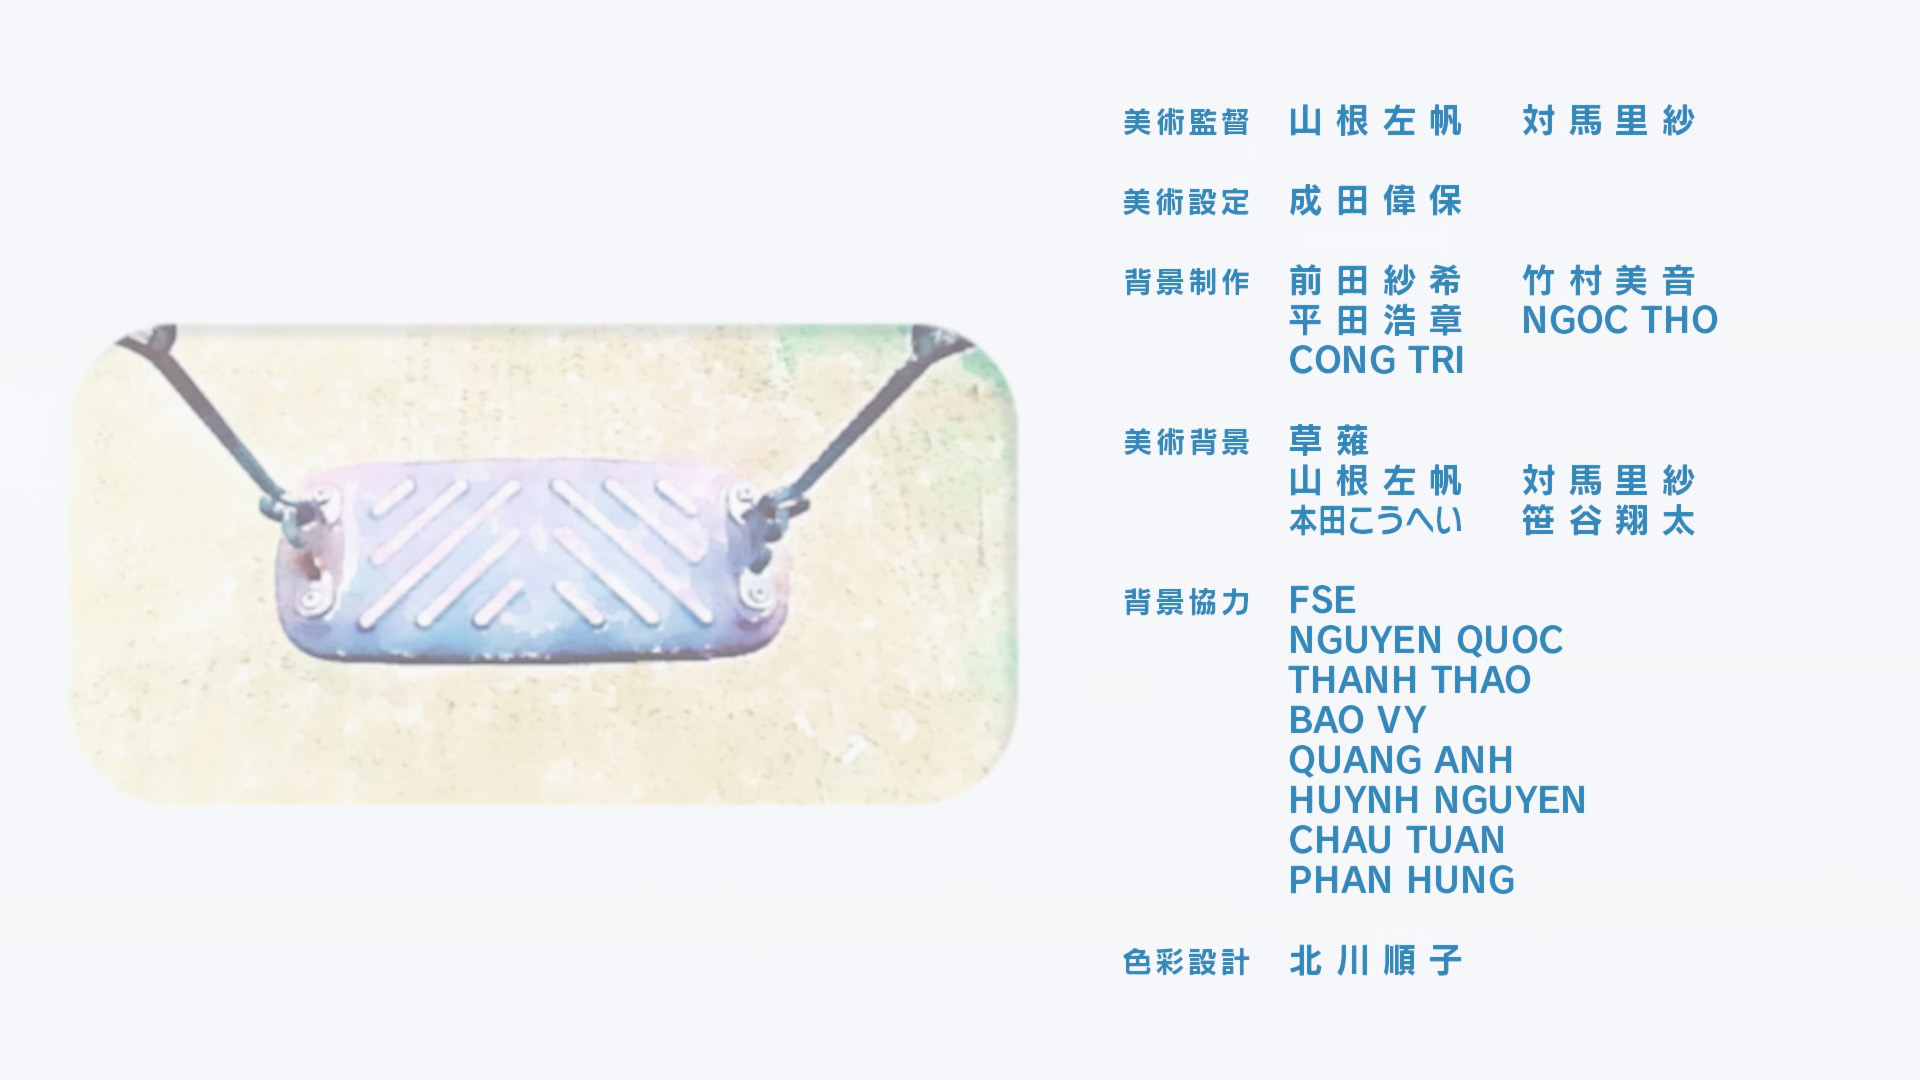 美術監督 山根左帆 対馬里紗
美術設定 成田偉保
背景制作 前田紗希 竹村美音
平田浩章 NGOC THO
CONG TRI
美術背景 草薙
山根左帆 対馬里紗
本田こうへい 笹谷翔太
背景協力 FSE
NGUYEN QUOC
THANH THAO
BAO VY
QUANG ANH
HUYNH NGUYEN
CHAU TUAN
PHAN HUNG
色彩設計 北川順子